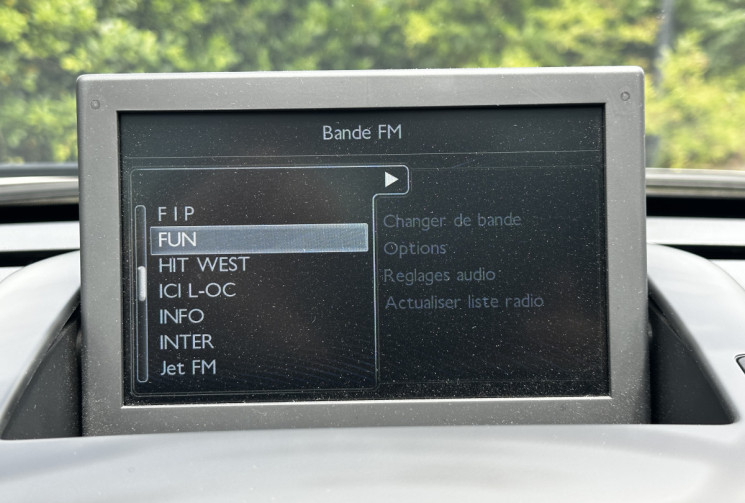 Bande FM
F I P
FUN
HIT WEST
ICI L-OC
INFO
INTER
Jet FM
Changer de bande
Options
Reglages audio
Actualiser liste radio